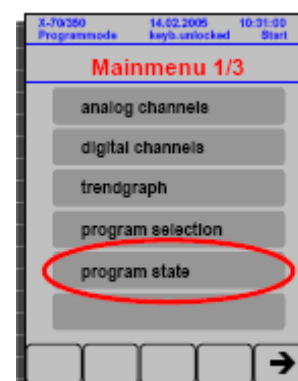 X-70/350 14.02.2005 10:31:00
Programmode keyb.unlocked Start
Mainmenu 1/3
analog channels
digital channels
trendgraph
program selection
program state